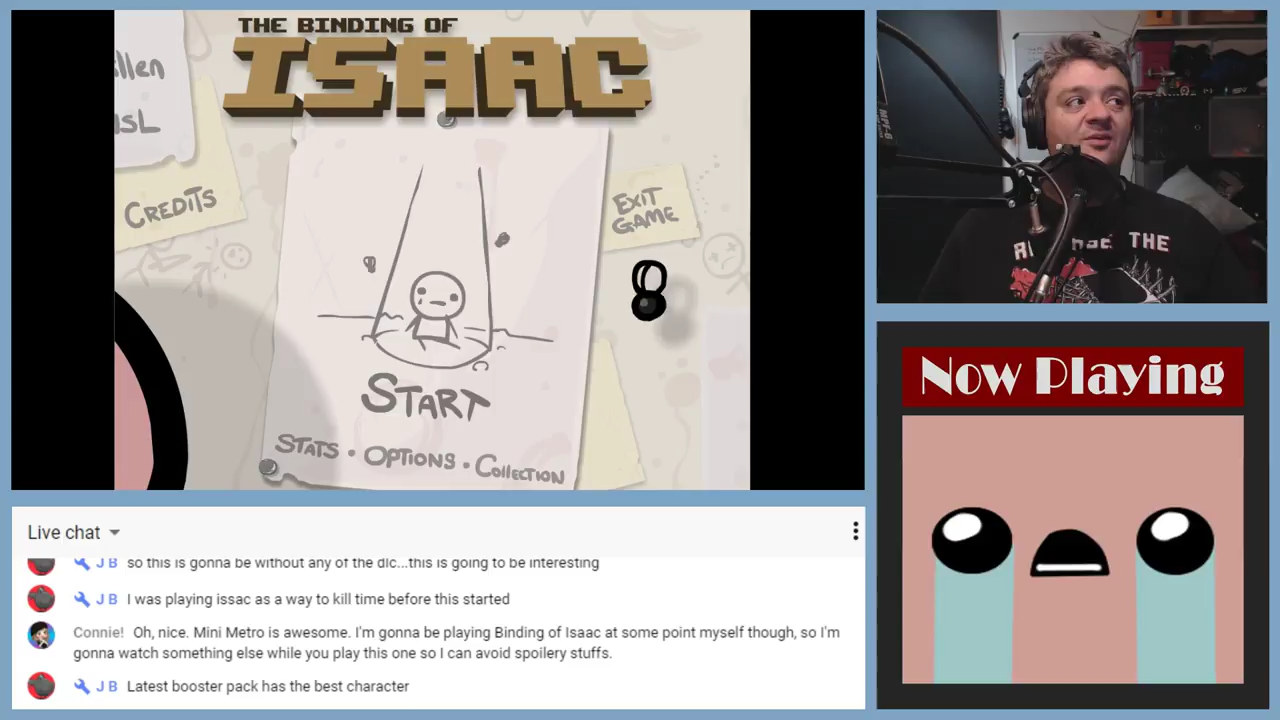 THE BINDING OF
ISAAC
CREDITS
EXIT
GAME
START
STATS • OPTIONS • COLLECTION
THE
Now Playing
Live chat
J B so this is gonna be without any of the dlc...this is going to be interesting
J B I was playing issac as a way to kill time before this started
Connie! Oh, nice. Mini Metro is awesome. I'm gonna be playing Binding of Isaac at some point myself though, so I'm
gonna watch something else while you play this one so I can avoid spoilery stuffs.
J B Latest booster pack has the best character